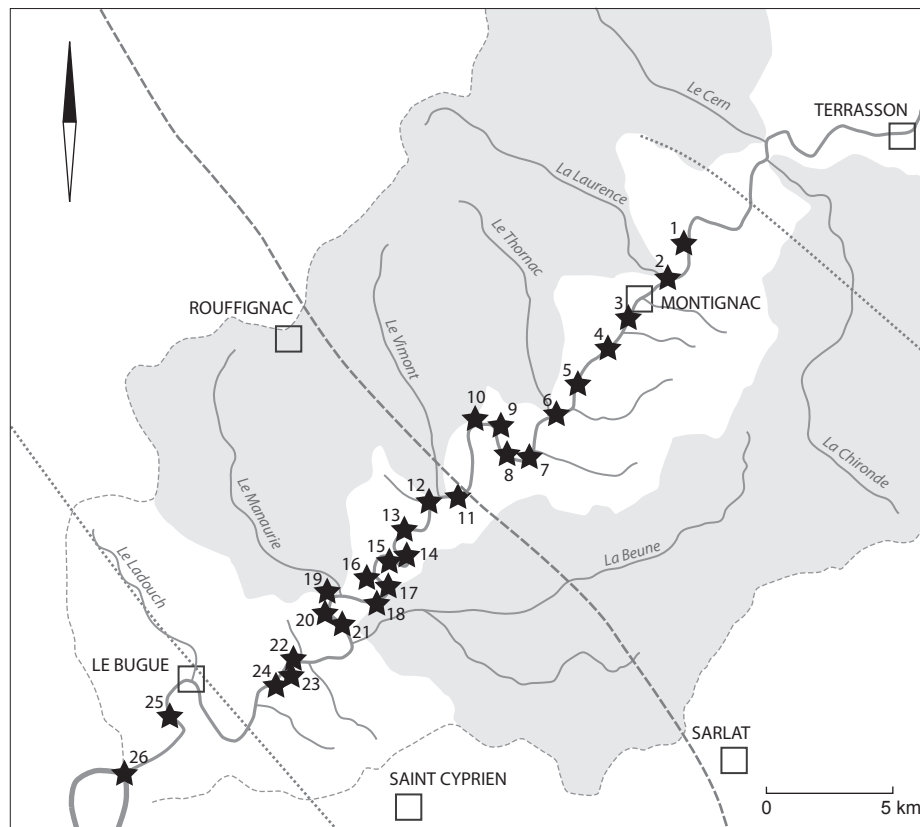 Le Cern
TERRASSON
La Laurence
1
Le Thornac
2
ROUFFIGNAC
MONTIGNAC
3
Le Vimont
4
5
6
10
9
8
7
La Chironde
Le Manaurie
12
11
13
La Beune
15
14
Le Ladouch
16
17
19
18
20
21
22
LE BUGUE
24
23
25
SARLAT
26
SAINT CYPRIEN
0 5 km